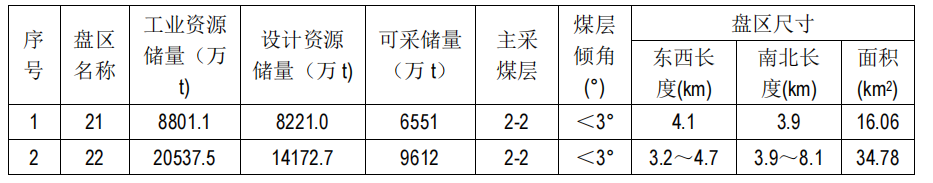 序号 盘区名称 工业资源储量（万t) 设计资源储量（万t) 可采储量（万t） 主采煤层 煤层倾角(°) 盘区尺寸
东西长度(km) 南北长度(km) 面积(km²)
1 21 8801.1 8221.0 6551 2-2 ＜3° 4.1 3.9 16.06
2 22 20537.5 14172.7 9612 2-2 ＜3° 3.2～4.7 3.9～8.1 34.78